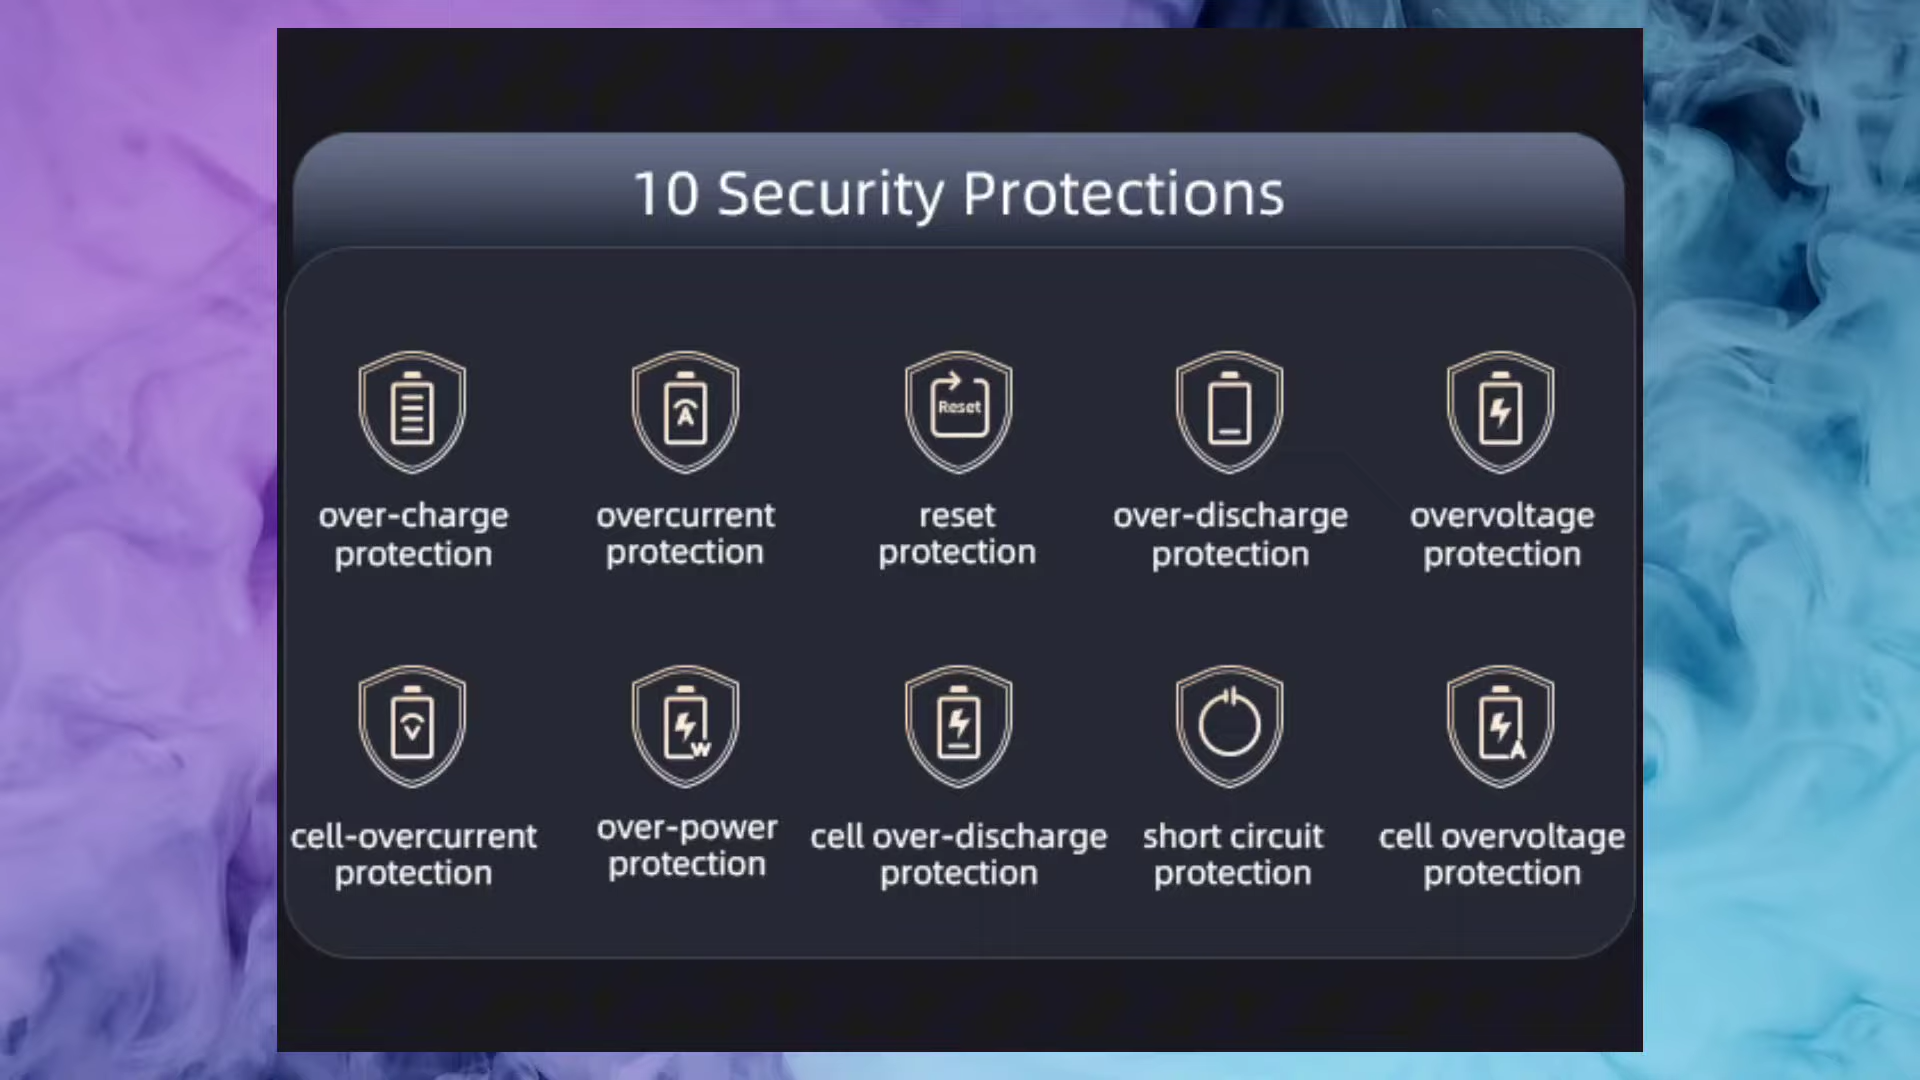 10 Security Protections
Reset
over-charge
protection
overcurrent
protection
reset
protection
over-discharge
protection
overvoltage
protection
cell-overcurrent
protection
over-power
protection
cell over-discharge
protection
short circuit
protection
cell overvoltage
protection
A
V
W
A